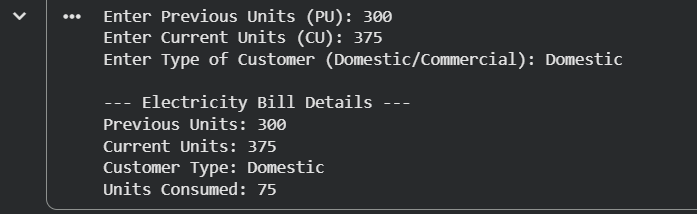 Enter Previous Units (PU): 300
Enter Current Units (CU): 375
Enter Type of Customer (Domestic/Commercial): Domestic
--- Electricity Bill Details ---
Previous Units: 300
Current Units: 375
Customer Type: Domestic
Units Consumed: 75